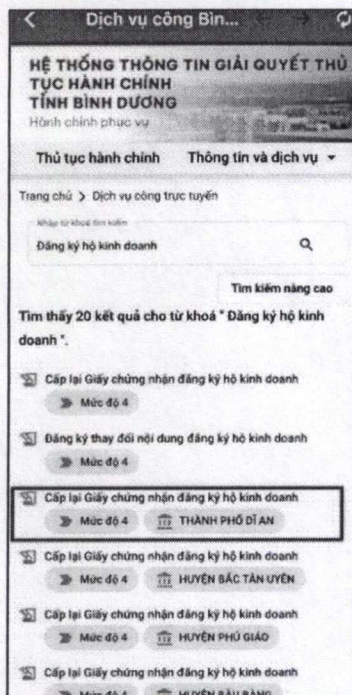 Dịch vụ công Bìn...
HỆ THỐNG THÔNG TIN GIẢI QUYẾT THỦ
TỤC HÀNH CHÍNH
TỈNH BÌNH DƯƠNG
Hành chính phục vụ
Thủ tục hành chính Thông tin và dịch vụ
Trang chủ > Dịch vụ công trực tuyến
Nhập từ khoá tìm kiếm
Đăng ký hộ kinh doanh
Tìm kiếm nâng cao
Tìm thấy 20 kết quả cho từ khoá " Đăng ký hộ kinh
doanh ".
Cấp lại Giấy chứng nhận đăng ký hộ kinh doanh
Mức độ 4
Đăng ký thay đổi nội dung đăng ký hộ kinh doanh
Mức độ 4
Cấp lại Giấy chứng nhận đăng ký hộ kinh doanh
Mức độ 4 THÀNH PHỐ DĨ AN
Cấp lại Giấy chứng nhận đăng ký hộ kinh doanh
Mức độ 4 HUYỆN BẮC TÂN UYÊN
Cấp lại Giấy chứng nhận đăng ký hộ kinh doanh
Mức độ 4 HUYỆN PHÚ GIÁO
Cấp lại Giấy chứng nhận đăng ký hộ kinh doanh
Mức độ 4 HUYỆN BÀU BÀNG